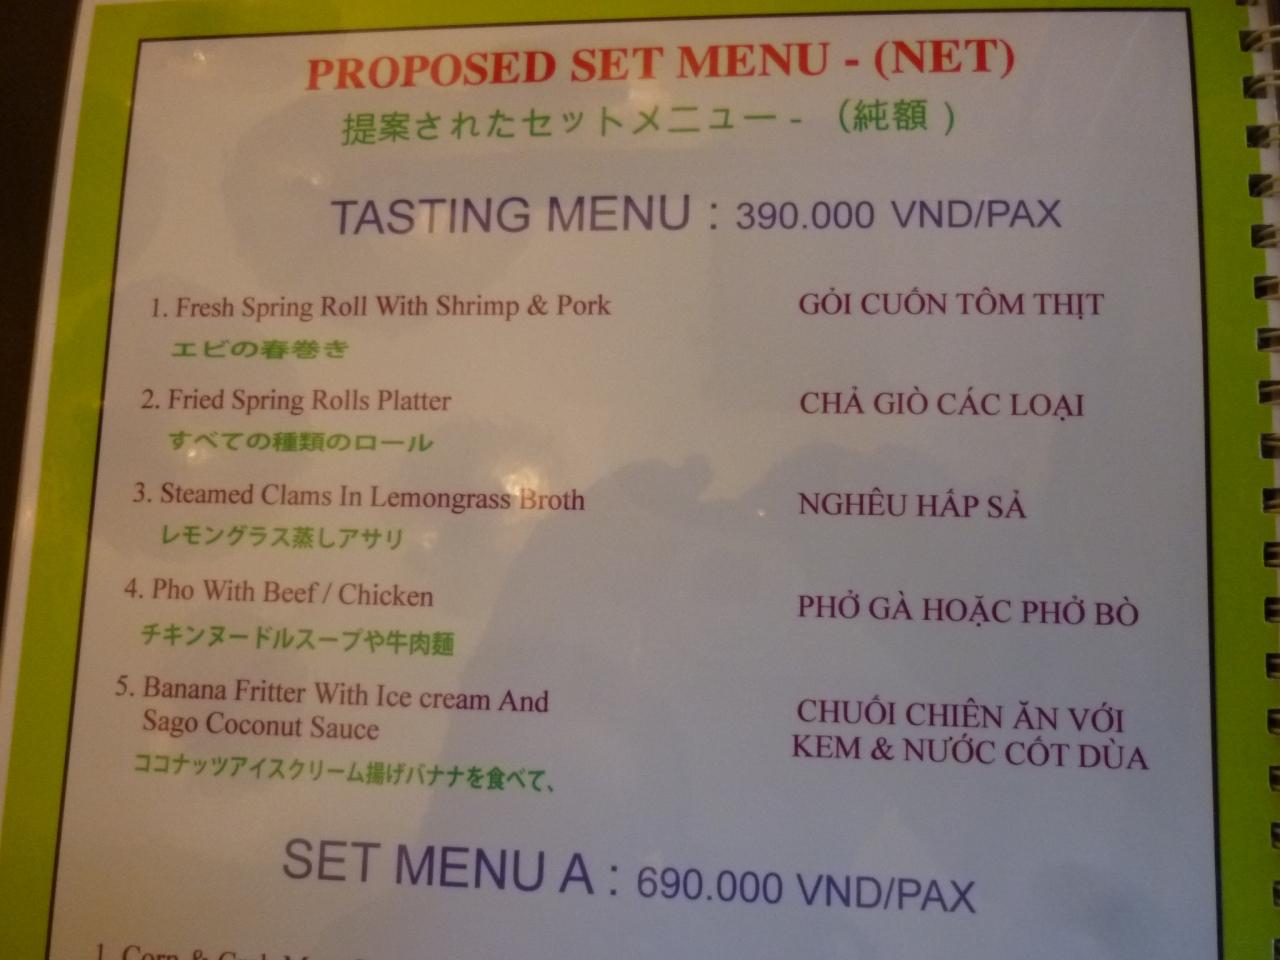 PROPOSED SET MENU - (NET)
提案されたセットメニュー - （純額 )
TASTING MENU : 390.000 VND/PAX
1. Fresh Spring Roll With Shrimp & Pork
GỎI CUỐN TÔM THỊT
エビの春巻き
2. Fried Spring Rolls Platter
CHẢ GIÒ CÁC LOẠI
すべての種類のロール
3. Steamed Clams In Lemongrass Broth
NGHÊU HẤP SẢ
レモングラス蒸しアサリ
4. Pho With Beef / Chicken
PHỞ GÀ HOẶC PHỞ BÒ
チキンヌードルスープや牛肉麺
5. Banana Fritter With Ice cream And
Sago Coconut Sauce
CHUỐI CHIÊN ĂN VỚI
KEM & NƯỚC CỐT DÙA
ココナッツアイスクリーム揚げバナナを食べて、
SET MENU A : 690.000 VND/PAX
1. Corn &